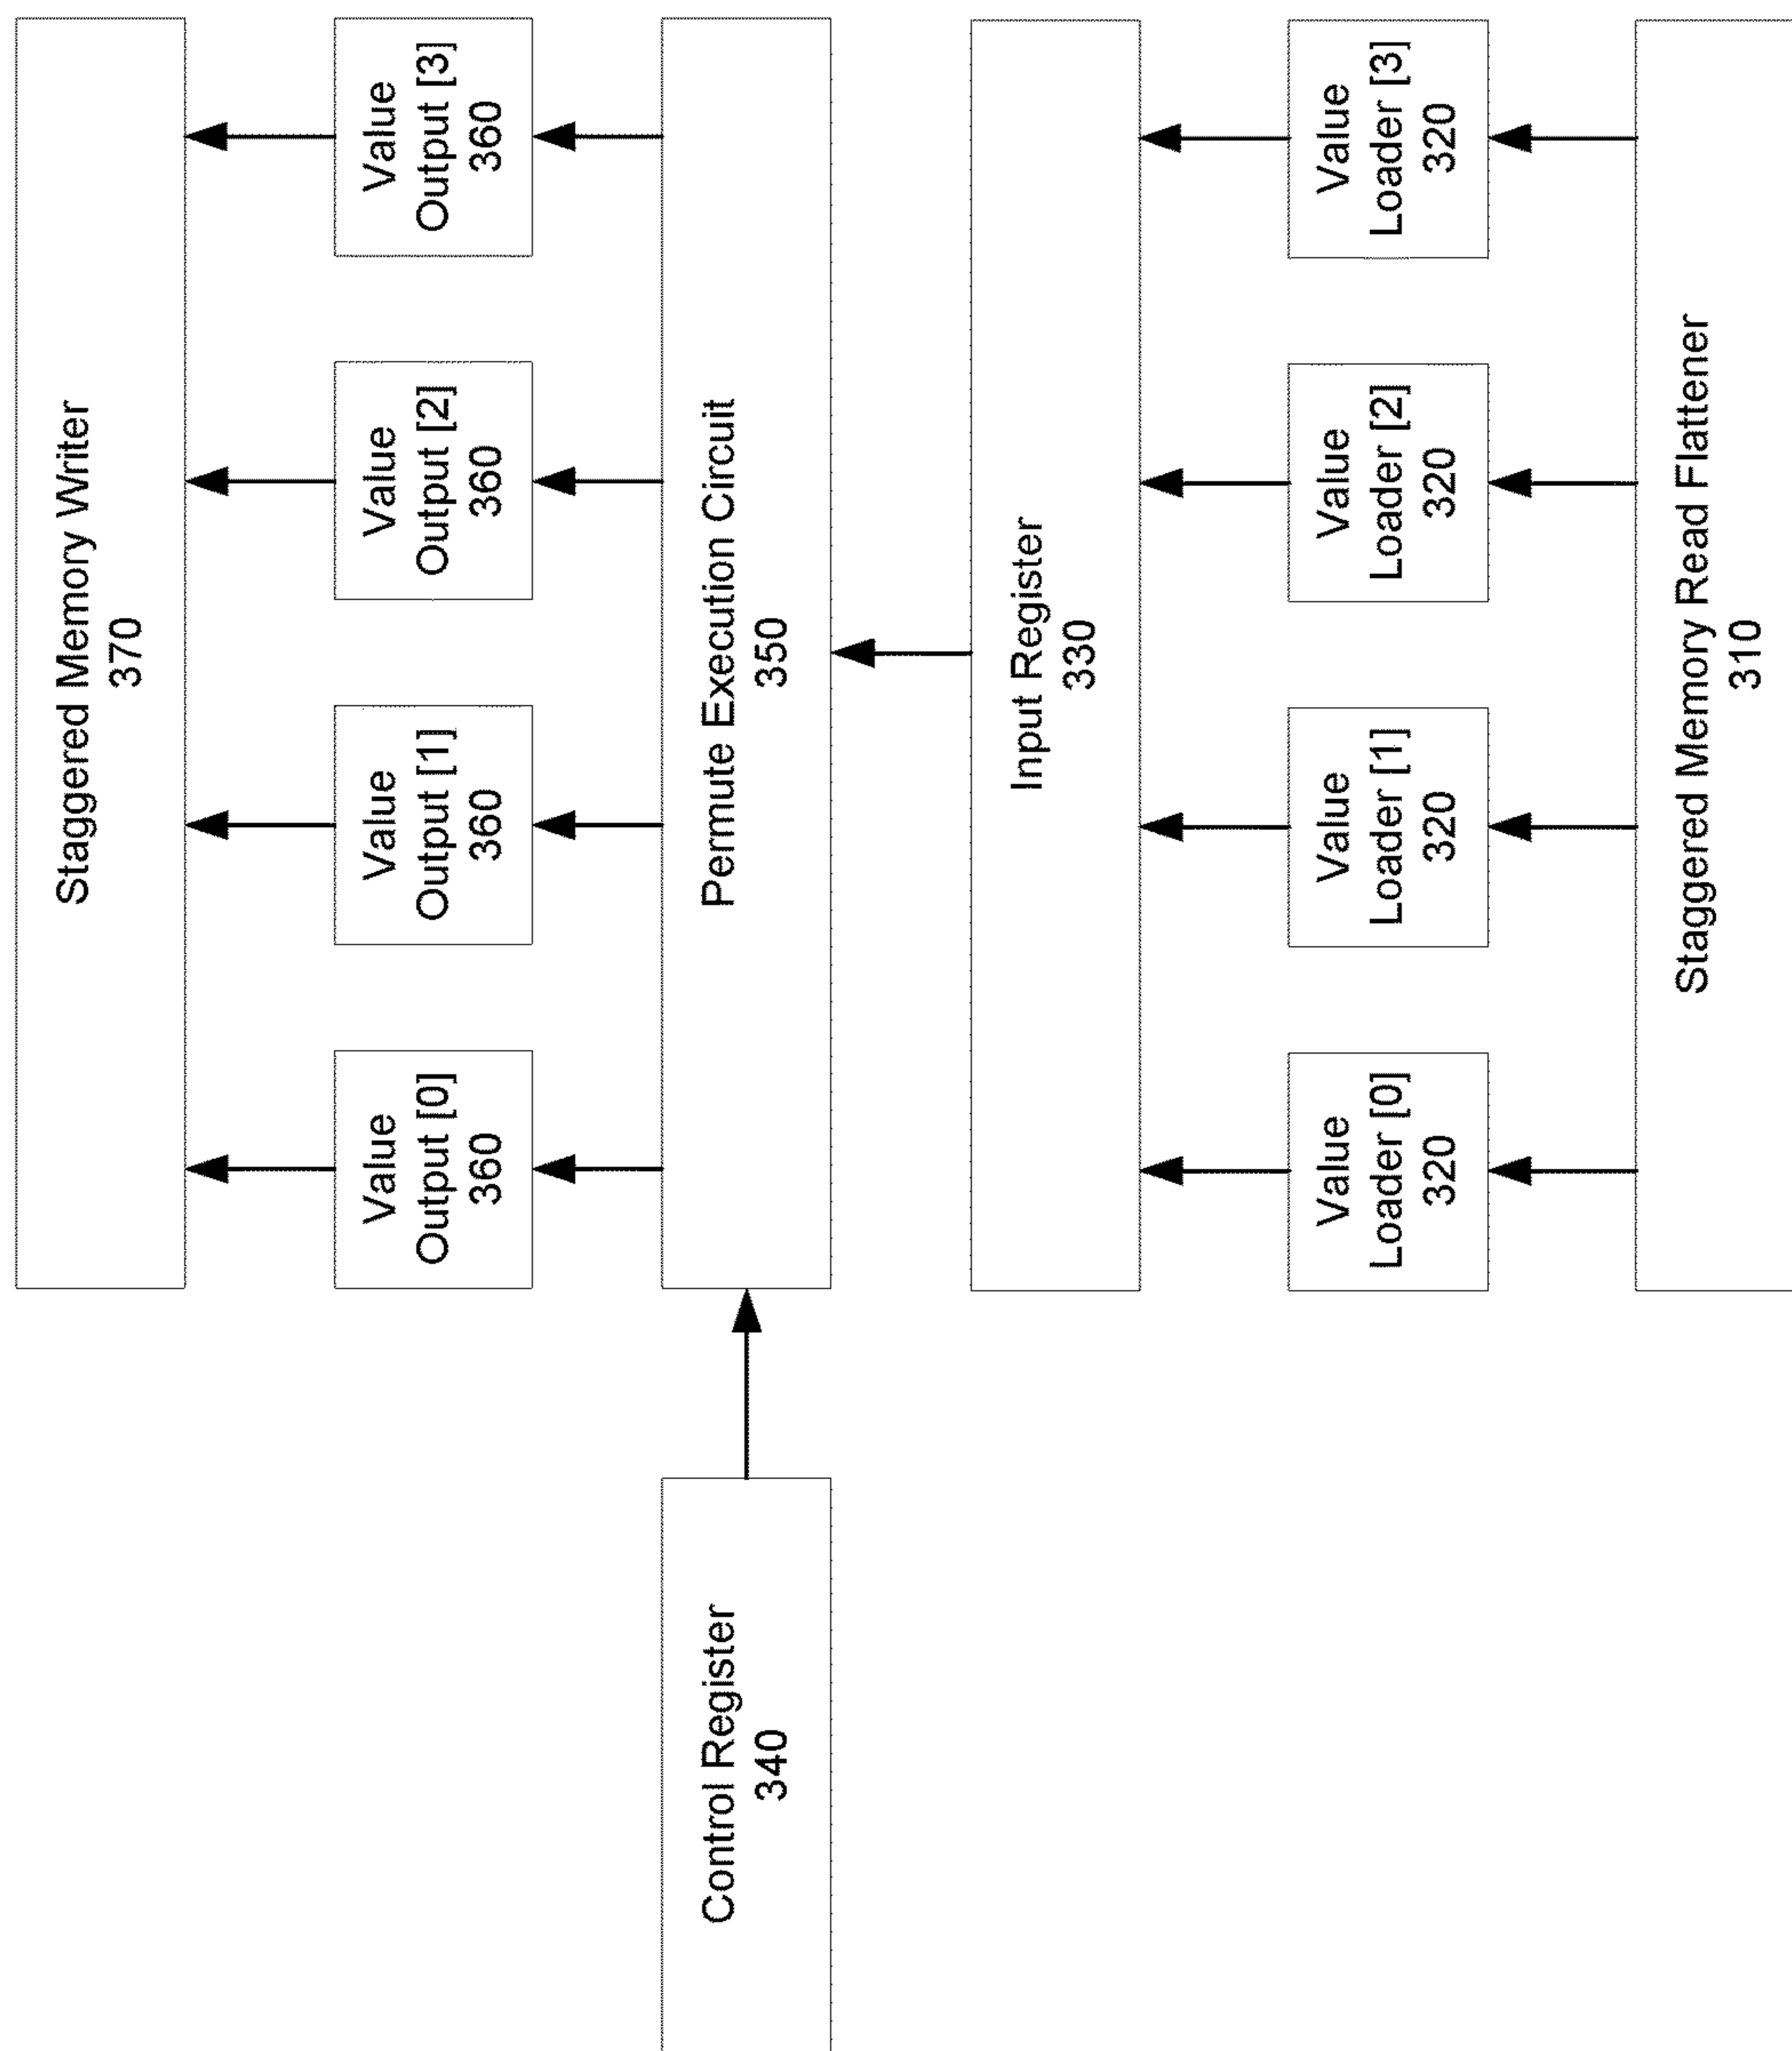 Staggered Memory Writer
370
Value
Output [0]
360
Value
Output [1]
360
Value
Output [2]
360
Value
Output [3]
360
Control Register
340
Permute Execution Circuit
350
Input Register
330
Value
Loader [0]
320
Value
Loader [1]
320
Value
Loader [2]
320
Value
Loader [3]
320
Staggered Memory Read Flattener
310